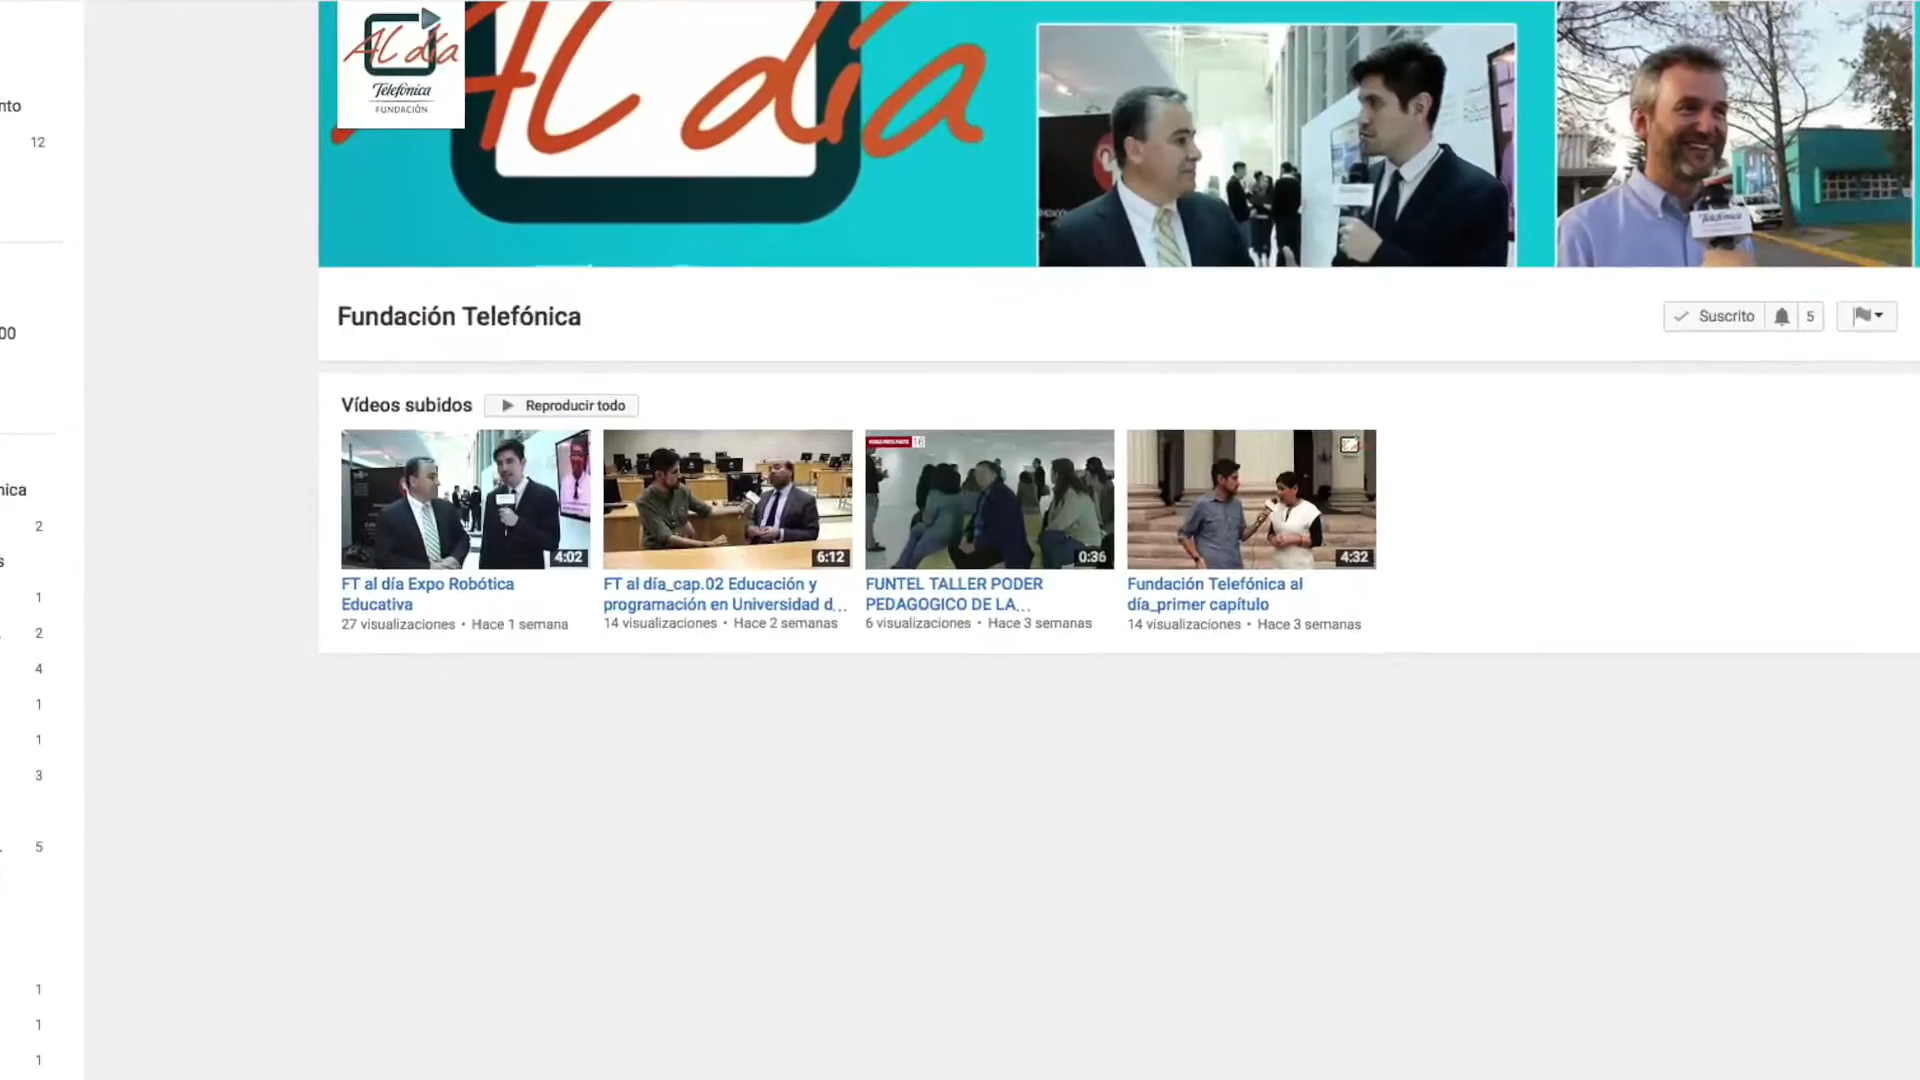 Al día
Telefónica
FUNDACIÓN
Al día
Telefónica
nto
12
00
Fundación Telefónica
Suscrito
5
Vídeos subidos
Reproducir todo
nica
2
s
1
2
4
1
1
3
5
1
1
1
16
4:02
6:12
0:36
4:32
FT al día Expo Robótica
Educativa
27 visualizaciones • Hace 1 semana
FT al día_cap.02 Educación y
programación en Universidad d...
14 visualizaciones • Hace 2 semanas
FUNTEL TALLER PODER
PEDAGOGICO DE LA...
6 visualizaciones • Hace 3 semanas
Fundación Telefónica al
día_primer capítulo
14 visualizaciones • Hace 3 semanas